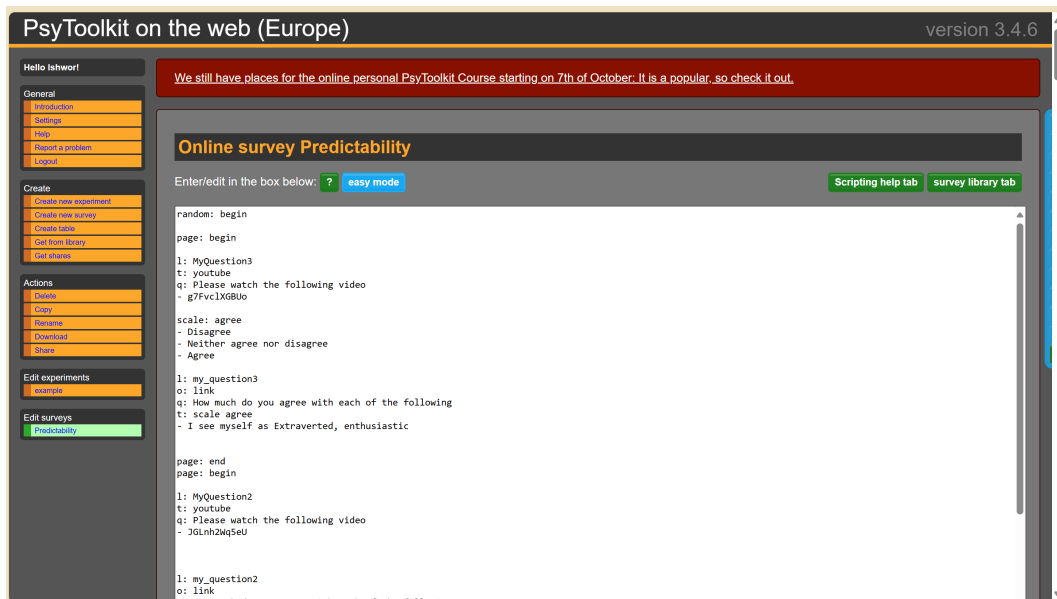 PsyToolkit on the web (Europe)
version 3.4.6
Hello Ishwor!
General
Introduction
Settings
Help
Report a problem
Logout
Create
Create new experiment
Create new survey
Create table
Get from library
Get shares
Actions
Delete
Copy
Rename
Download
Share
Edit experiments
example
Edit surveys
Predictability
We still have places for the online personal PsyToolkit Course starting on 7th of October: It is a popular, so check it out.
Online survey Predictability
Enter/edit in the box below: ? easy mode
Scripting help tab survey library tab
random: begin
page: begin
l: MyQuestion3
t: youtube
q: Please watch the following video
- g7FvclXGBUo
scale: agree
- Disagree
- Neither agree nor disagree
- Agree
l: my_question3
o: link
q: How much do you agree with each of the following
t: scale agree
- I see myself as Extraverted, enthusiastic
page: end
page: begin
l: MyQuestion2
t: youtube
q: Please watch the following video
- JGLnh2Wq5eU
l: my_question2
o: link